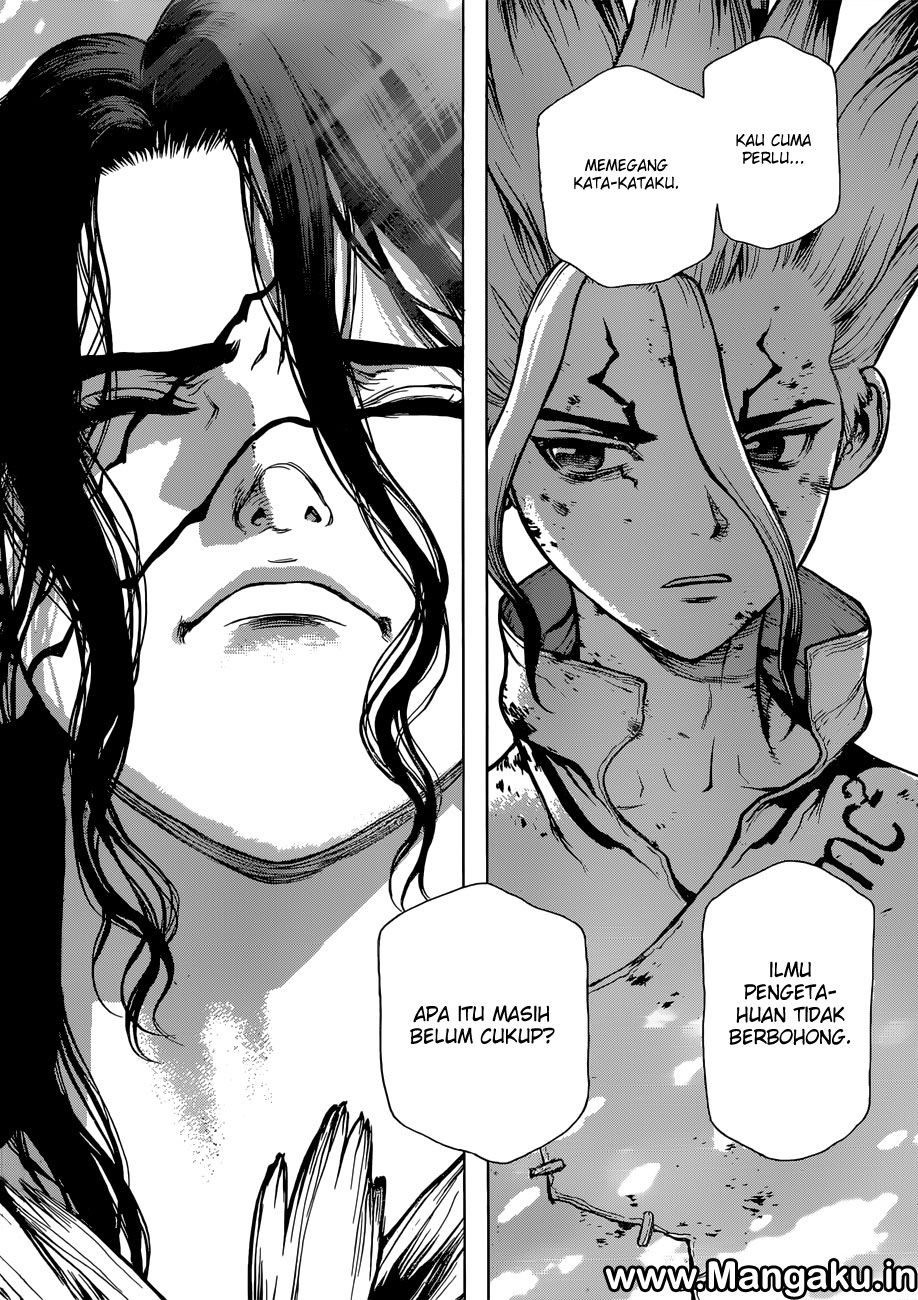 KAU CUMA
PERLU...
MEMEGANG
KATA-KATAKU.
ILMU
PENGETA-
HUAN TIDAK
BERBOHONG.
APA ITU MASIH
BELUM CUKUP?
mc²
www.Mangaku.in